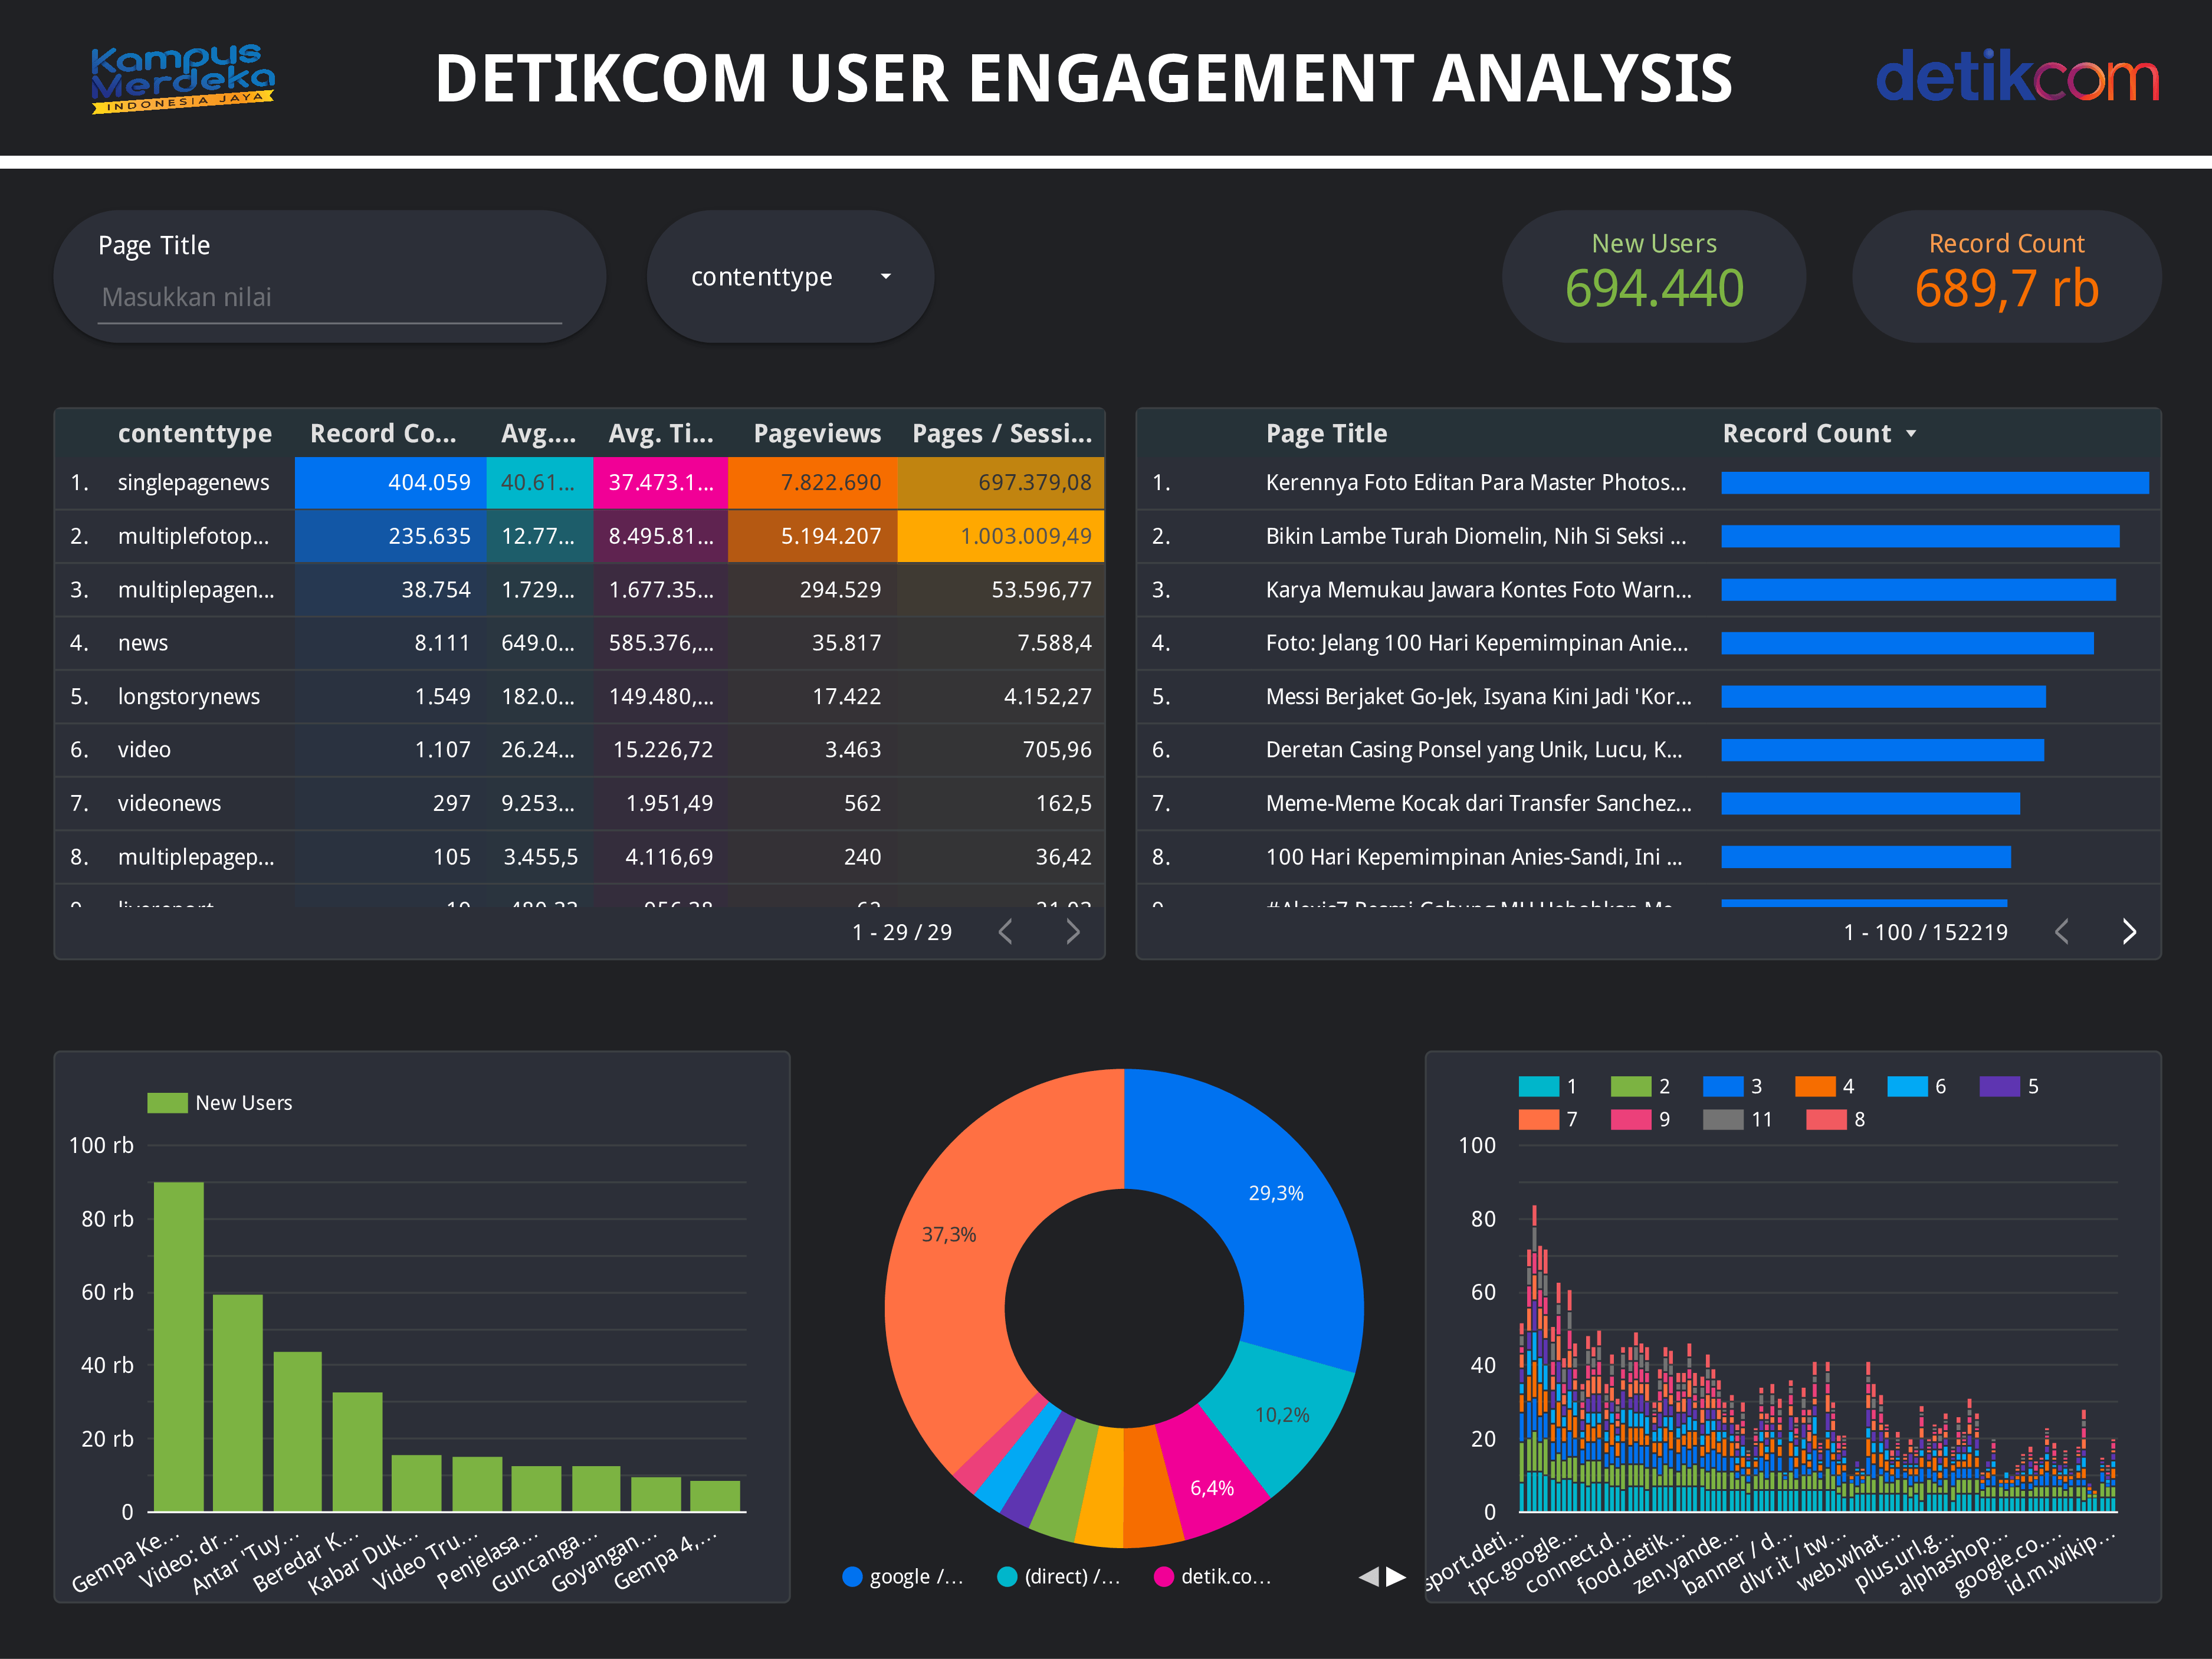 Kampus
Merdeka
INDONESIA JAYA
DETIKCOM USER ENGAGEMENT ANALYSIS
detikcom
Page Title
Masukkan nilai
contenttype
New Users
694.440
Record Count
689,7 rb
contenttype Record Co... Avg.... Avg. Ti... Pageviews Pages / Sessi...
1. singlepagenews 404.059 40.61... 37.473.1... 7.822.690 697.379,08
2. multiplefotop... 235.635 12.77... 8.495.81... 5.194.207 1.003.009,49
3. multiplepagen... 38.754 1.729... 1.677.35... 294.529 53.596,77
4. news 8.111 649.0... 585.376,... 35.817 7.588,4
5. longstorynews 1.549 182.0... 149.480,... 17.422 4.152,27
6. video 1.107 26.24... 15.226,72 3.463 705,96
7. videonews 297 9.253... 1.951,49 562 162,5
8. multiplepagep... 105 3.455,5 4.116,69 240 36,42
1 - 29 / 29
Page Title Record Count
1. Kerennya Foto Editan Para Master Photos...
2. Bikin Lambe Turah Diomelin, Nih Si Seksi ...
3. Karya Memukau Jawara Kontes Foto Warn...
4. Foto: Jelang 100 Hari Kepemimpinan Anie...
5. Messi Berjaket Go-Jek, Isyana Kini Jadi 'Kor...
6. Deretan Casing Ponsel yang Unik, Lucu, K...
7. Meme-Meme Kocak dari Transfer Sanchez...
8. 100 Hari Kepemimpinan Anies-Sandi, Ini ...
1 - 100 / 152219
New Users
100 rb
80 rb
60 rb
40 rb
20 rb
0
Gempa Ke...
Video: dr...
Antar 'Tuy...
Beredar K...
Kabar Duk...
Video Tru...
Penjelasa...
Guncanga...
Goyangan...
Gempa 4,...
29,3%
37,3%
10,2%
6,4%
google /... (direct) /... detik.co...
1 2 3 4 6 5
7 9 11 8
100
80
60
40
20
0
sport.deti...
tpc.google...
connect.d...
food.detik...
zen.yande...
banner / d...
dlvr.it / tw...
web.what...
plus.url.g...
alphashop...
google.co...
id.m.wikip...